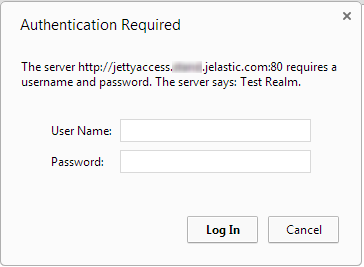 Authentication Required
The server http://jettyaccess. .jelastic.com:80 requires a
username and password. The server says: Test Realm.
User Name:
Password:
Log In
Cancel